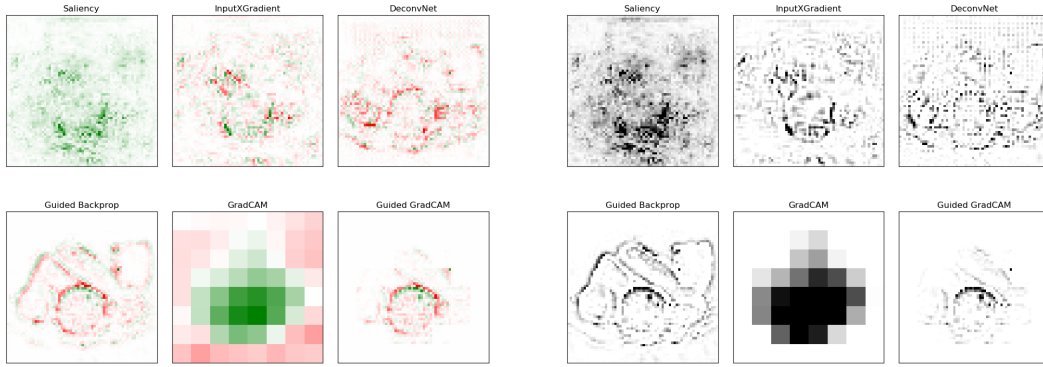 Saliency InputXGradient DeconvNet Saliency InputXGradient DeconvNet
Guided Backprop GradCAM Guided GradCAM Guided Backprop GradCAM Guided GradCAM